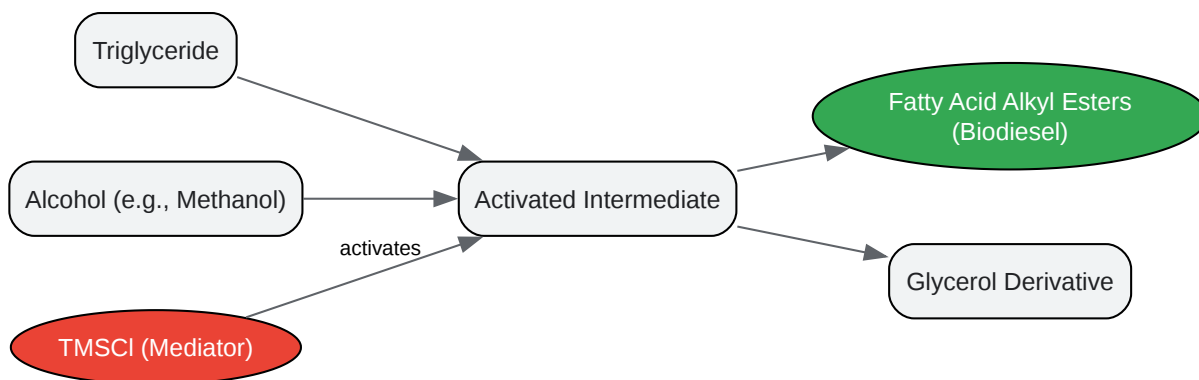 Triglyceride
Alcohol (e.g., Methanol)
activates
TMSCl (Mediator)
Activated Intermediate
Fatty Acid Alkyl Esters
(Biodiesel)
Glycerol Derivative